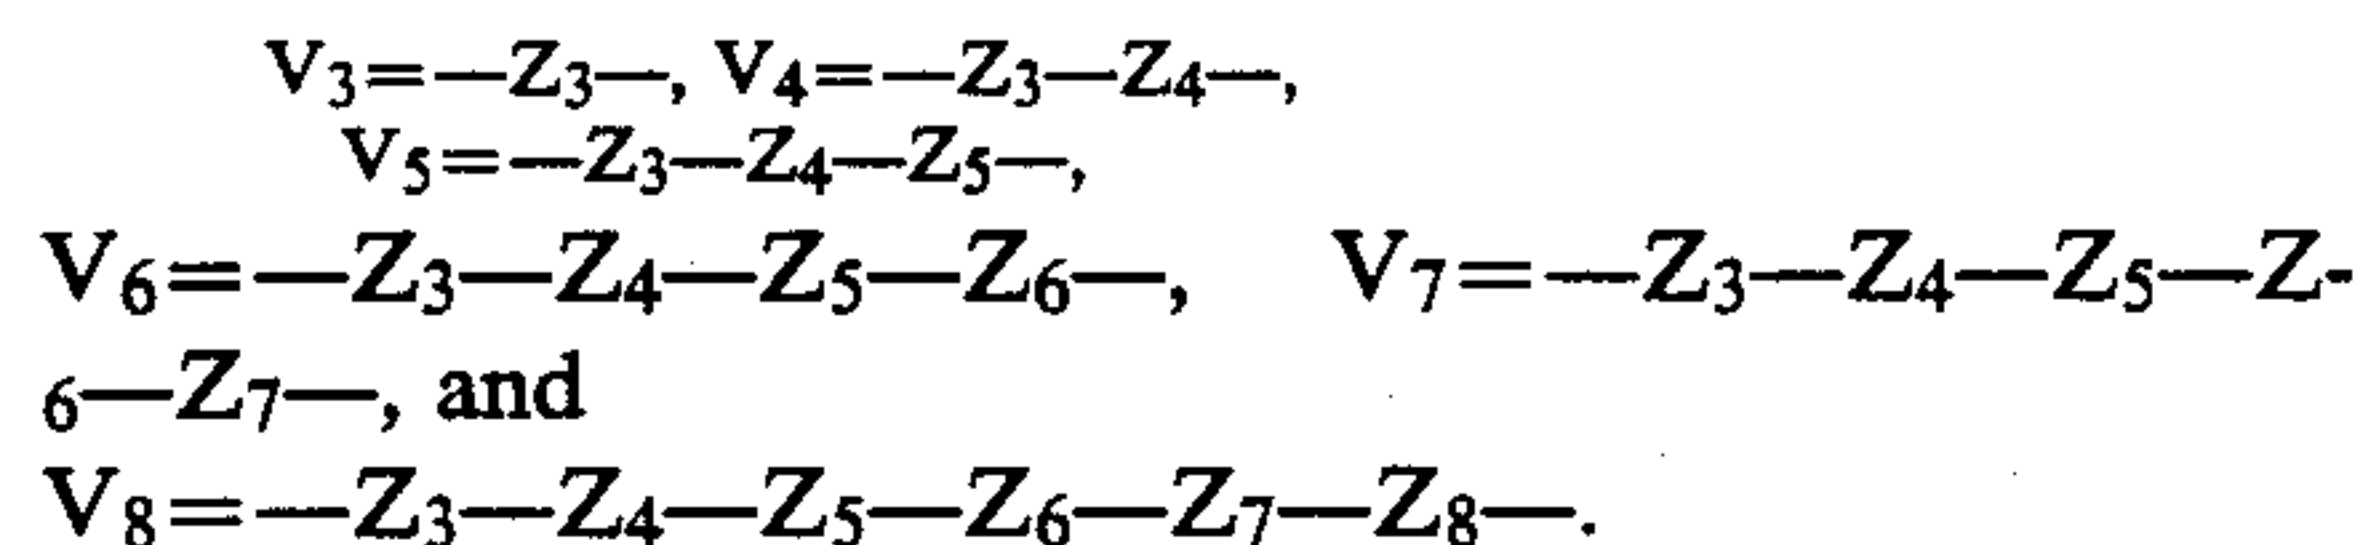 V₃=—Z₃—, V₄=—Z₃—Z₄—,
V₅=—Z₃—Z₄—Z₅—,
V₆=—Z₃—Z₄—Z₅—Z₆—, V₇=—Z₃—Z₄—Z₅—Z-
₆—Z₇—, and
V₈=—Z₃—Z₄—Z₅—Z₆—Z₇—Z₈—.